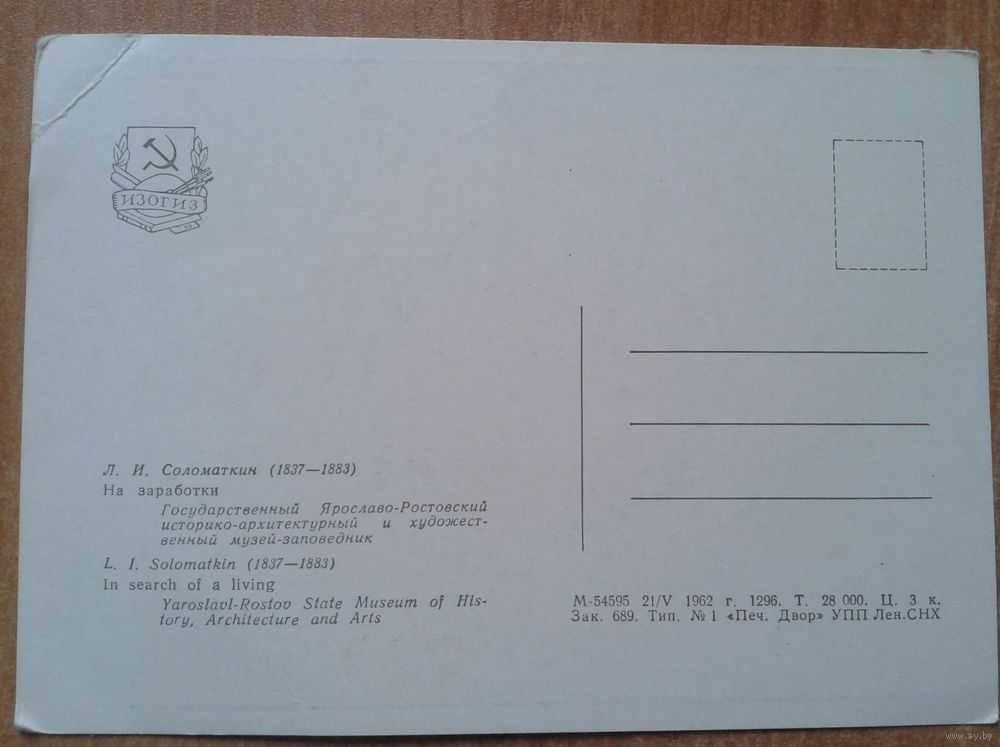 ИЗОГИЗ
Л. И. Соломаткин (1837—1883)
На заработки
Государственный Ярославо-Ростовский
историко-архитектурный и художест-
венный музей-заповедник
L. I. Solomatkin (1837—1883)
In search of a living
Yaroslavl-Rostov State Museum of His-
tory, Architecture and Arts
М-54595 21/V 1962 г. 1296. Т. 28 000. Ц. 3 к.
Зак. 689. Тип. № 1 «Печ. Двор» УПП Лен.СНХ
www.ay.by